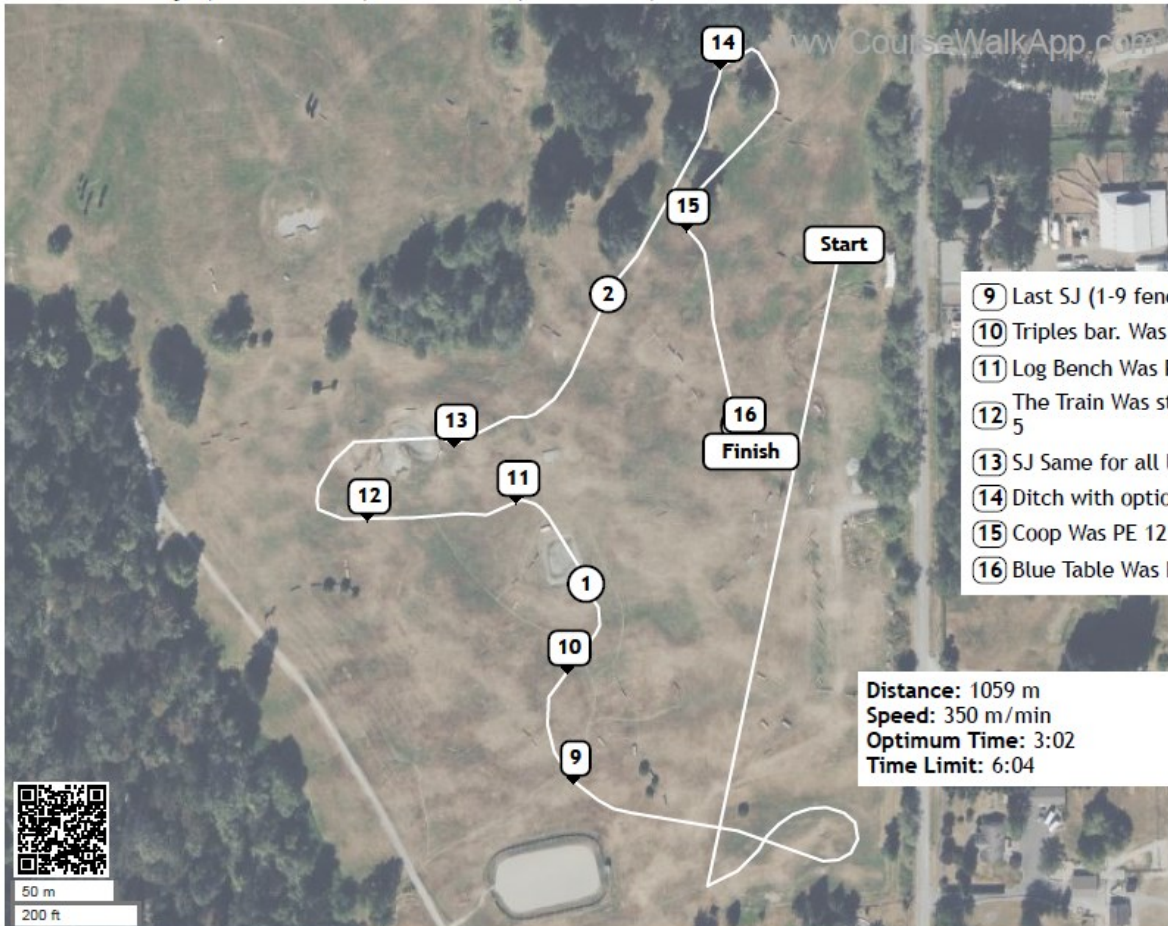 www.CourseWalkApp.com
14
15
Start
2
9 Last SJ (1-9
10 Triples bar. Was
11 Log Bench Was
12 The Train Was
5
13 SJ Same for all
14 Ditch with
15 Coop Was PE 12
16 Blue Table Was
13
16
Finish
11
12
1
10
Distance: 1059 m
Speed: 350 m/min
Optimum Time: 3:02
Time Limit: 6:04
9
50 m
200 ft